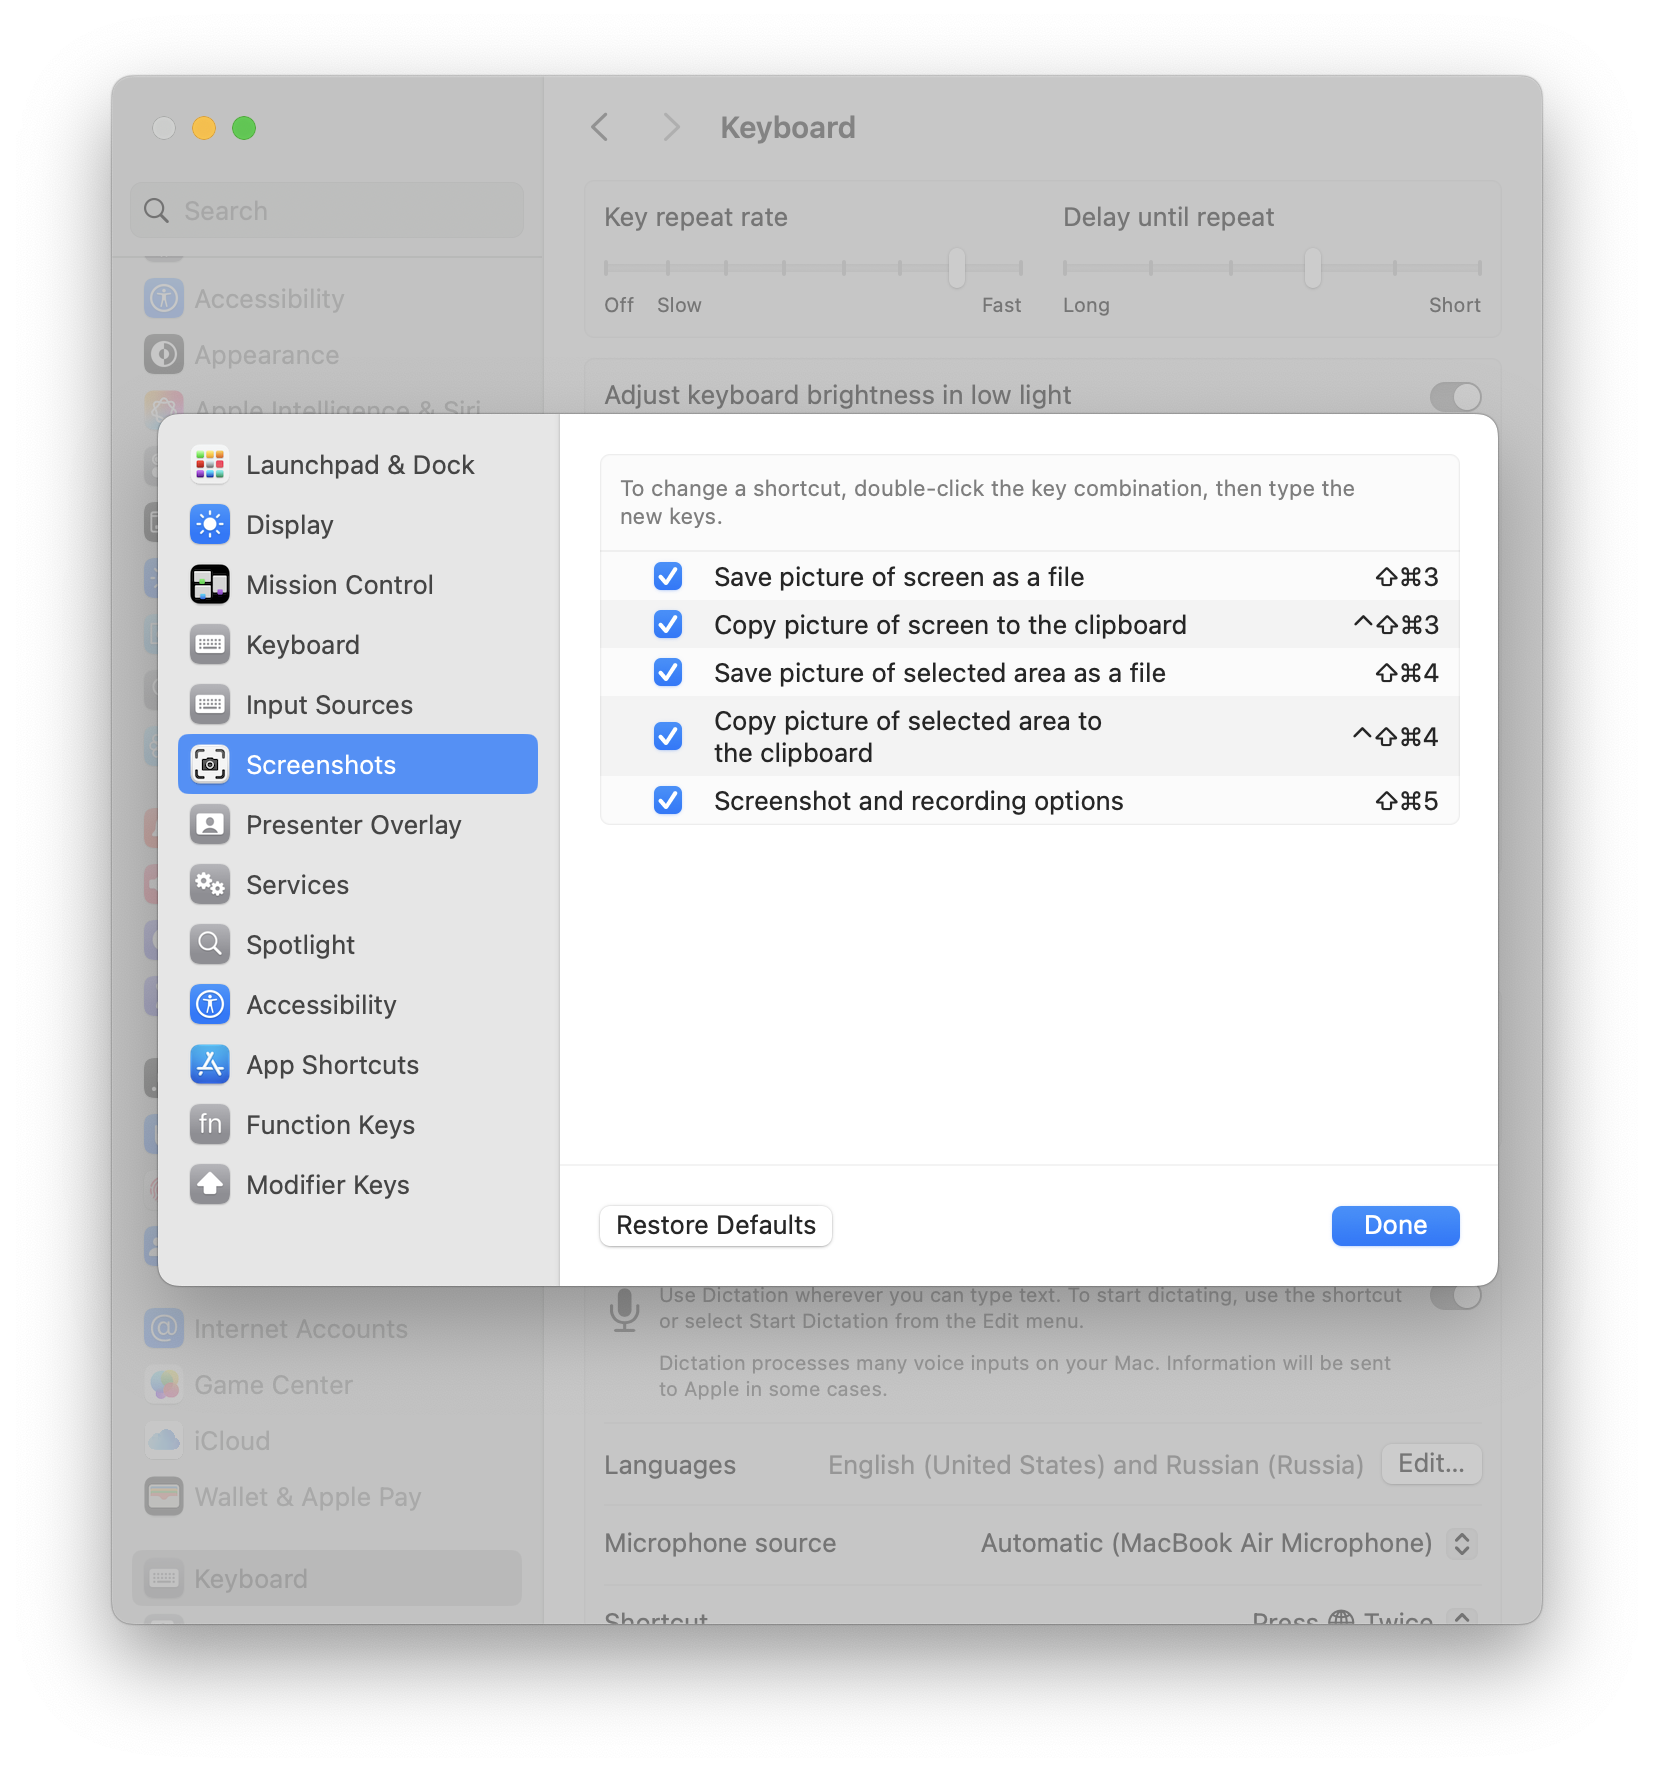 Keyboard
Search
Key repeat rate
Delay until repeat
Off Slow Fast
Long Short
Accessibility
Appearance
Adjust keyboard brightness in low light
Apple Intelligence & Siri
Launchpad & Dock
Display
Mission Control
Keyboard
Input Sources
Screenshots
Presenter Overlay
Services
Spotlight
Accessibility
App Shortcuts
fn Function Keys
Modifier Keys
To change a shortcut, double-click the key combination, then type the
new keys.
Save picture of screen as a file ⇧⌘3
Copy picture of screen to the clipboard ^⇧⌘3
Save picture of selected area as a file ⇧⌘4
Copy picture of selected area to
the clipboard ^⇧⌘4
Screenshot and recording options ⇧⌘5
Restore Defaults
Done
Use Dictation wherever you can type text. To start dictating, use the shortcut
or select Start Dictation from the Edit menu.
Dictation processes many voice inputs on your Mac. Information will be sent
to Apple in some cases.
Languages English (United States) and Russian (Russia) Edit...
Microphone source Automatic (MacBook Air Microphone)
Shortcut Press Twice
Internet Accounts
Game Center
iCloud
Wallet & Apple Pay
Keyboard